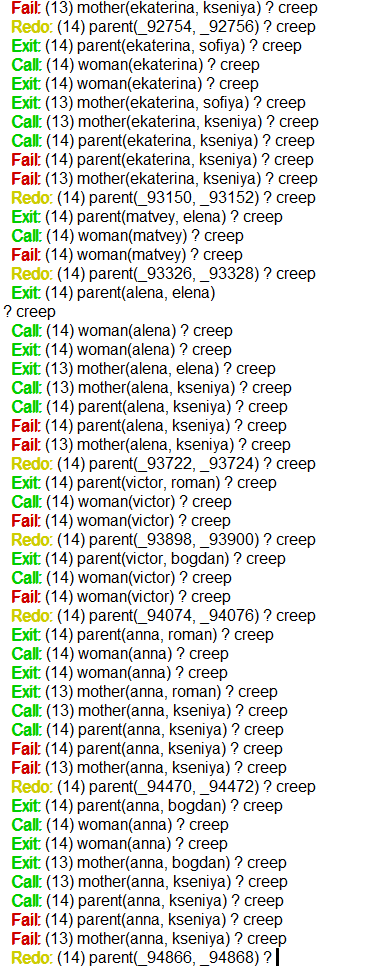 Fail: (13) mother(ekaterina, kseniya) ? creep
Redo: (14) parent(_92754, _92756) ? creep
Exit: (14) parent(ekaterina, sofiya) ? creep
Call: (14) woman(ekaterina) ? creep
Exit: (14) woman(ekaterina) ? creep
Exit: (13) mother(ekaterina, sofiya) ? creep
Call: (13) mother(ekaterina, kseniya) ? creep
Call: (14) parent(ekaterina, kseniya) ? creep
Fail: (14) parent(ekaterina, kseniya) ? creep
Fail: (13) mother(ekaterina, kseniya) ? creep
Redo: (14) parent(_93150, _93152) ? creep
Exit: (14) parent(matvey, elena) ? creep
Call: (14) woman(matvey) ? creep
Fail: (14) woman(matvey) ? creep
Redo: (14) parent(_93326, _93328) ? creep
Exit: (14) parent(alena, elena)
? creep
Call: (14) woman(alena) ? creep
Exit: (14) woman(alena) ? creep
Exit: (13) mother(alena, elena) ? creep
Call: (13) mother(alena, kseniya) ? creep
Call: (14) parent(alena, kseniya) ? creep
Fail: (14) parent(alena, kseniya) ? creep
Fail: (13) mother(alena, kseniya) ? creep
Redo: (14) parent(_93722, _93724) ? creep
Exit: (14) parent(victor, roman) ? creep
Call: (14) woman(victor) ? creep
Fail: (14) woman(victor) ? creep
Redo: (14) parent(_93898, _93900) ? creep
Exit: (14) parent(victor, bogdan) ? creep
Call: (14) woman(victor) ? creep
Fail: (14) woman(victor) ? creep
Redo: (14) parent(_94074, _94076) ? creep
Exit: (14) parent(anna, roman) ? creep
Call: (14) woman(anna) ? creep
Exit: (14) woman(anna) ? creep
Exit: (13) mother(anna, roman) ? creep
Call: (13) mother(anna, kseniya) ? creep
Call: (14) parent(anna, kseniya) ? creep
Fail: (14) parent(anna, kseniya) ? creep
Fail: (13) mother(anna, kseniya) ? creep
Redo: (14) parent(_94470, _94472) ? creep
Exit: (14) parent(anna, bogdan) ? creep
Call: (14) woman(anna) ? creep
Exit: (14) woman(anna) ? creep
Exit: (13) mother(anna, bogdan) ? creep
Call: (13) mother(anna, kseniya) ? creep
Call: (14) parent(anna, kseniya) ? creep
Fail: (14) parent(anna, kseniya) ? creep
Fail: (13) mother(anna, kseniya) ? creep
Redo: (14) parent(_94866, _94868) ?